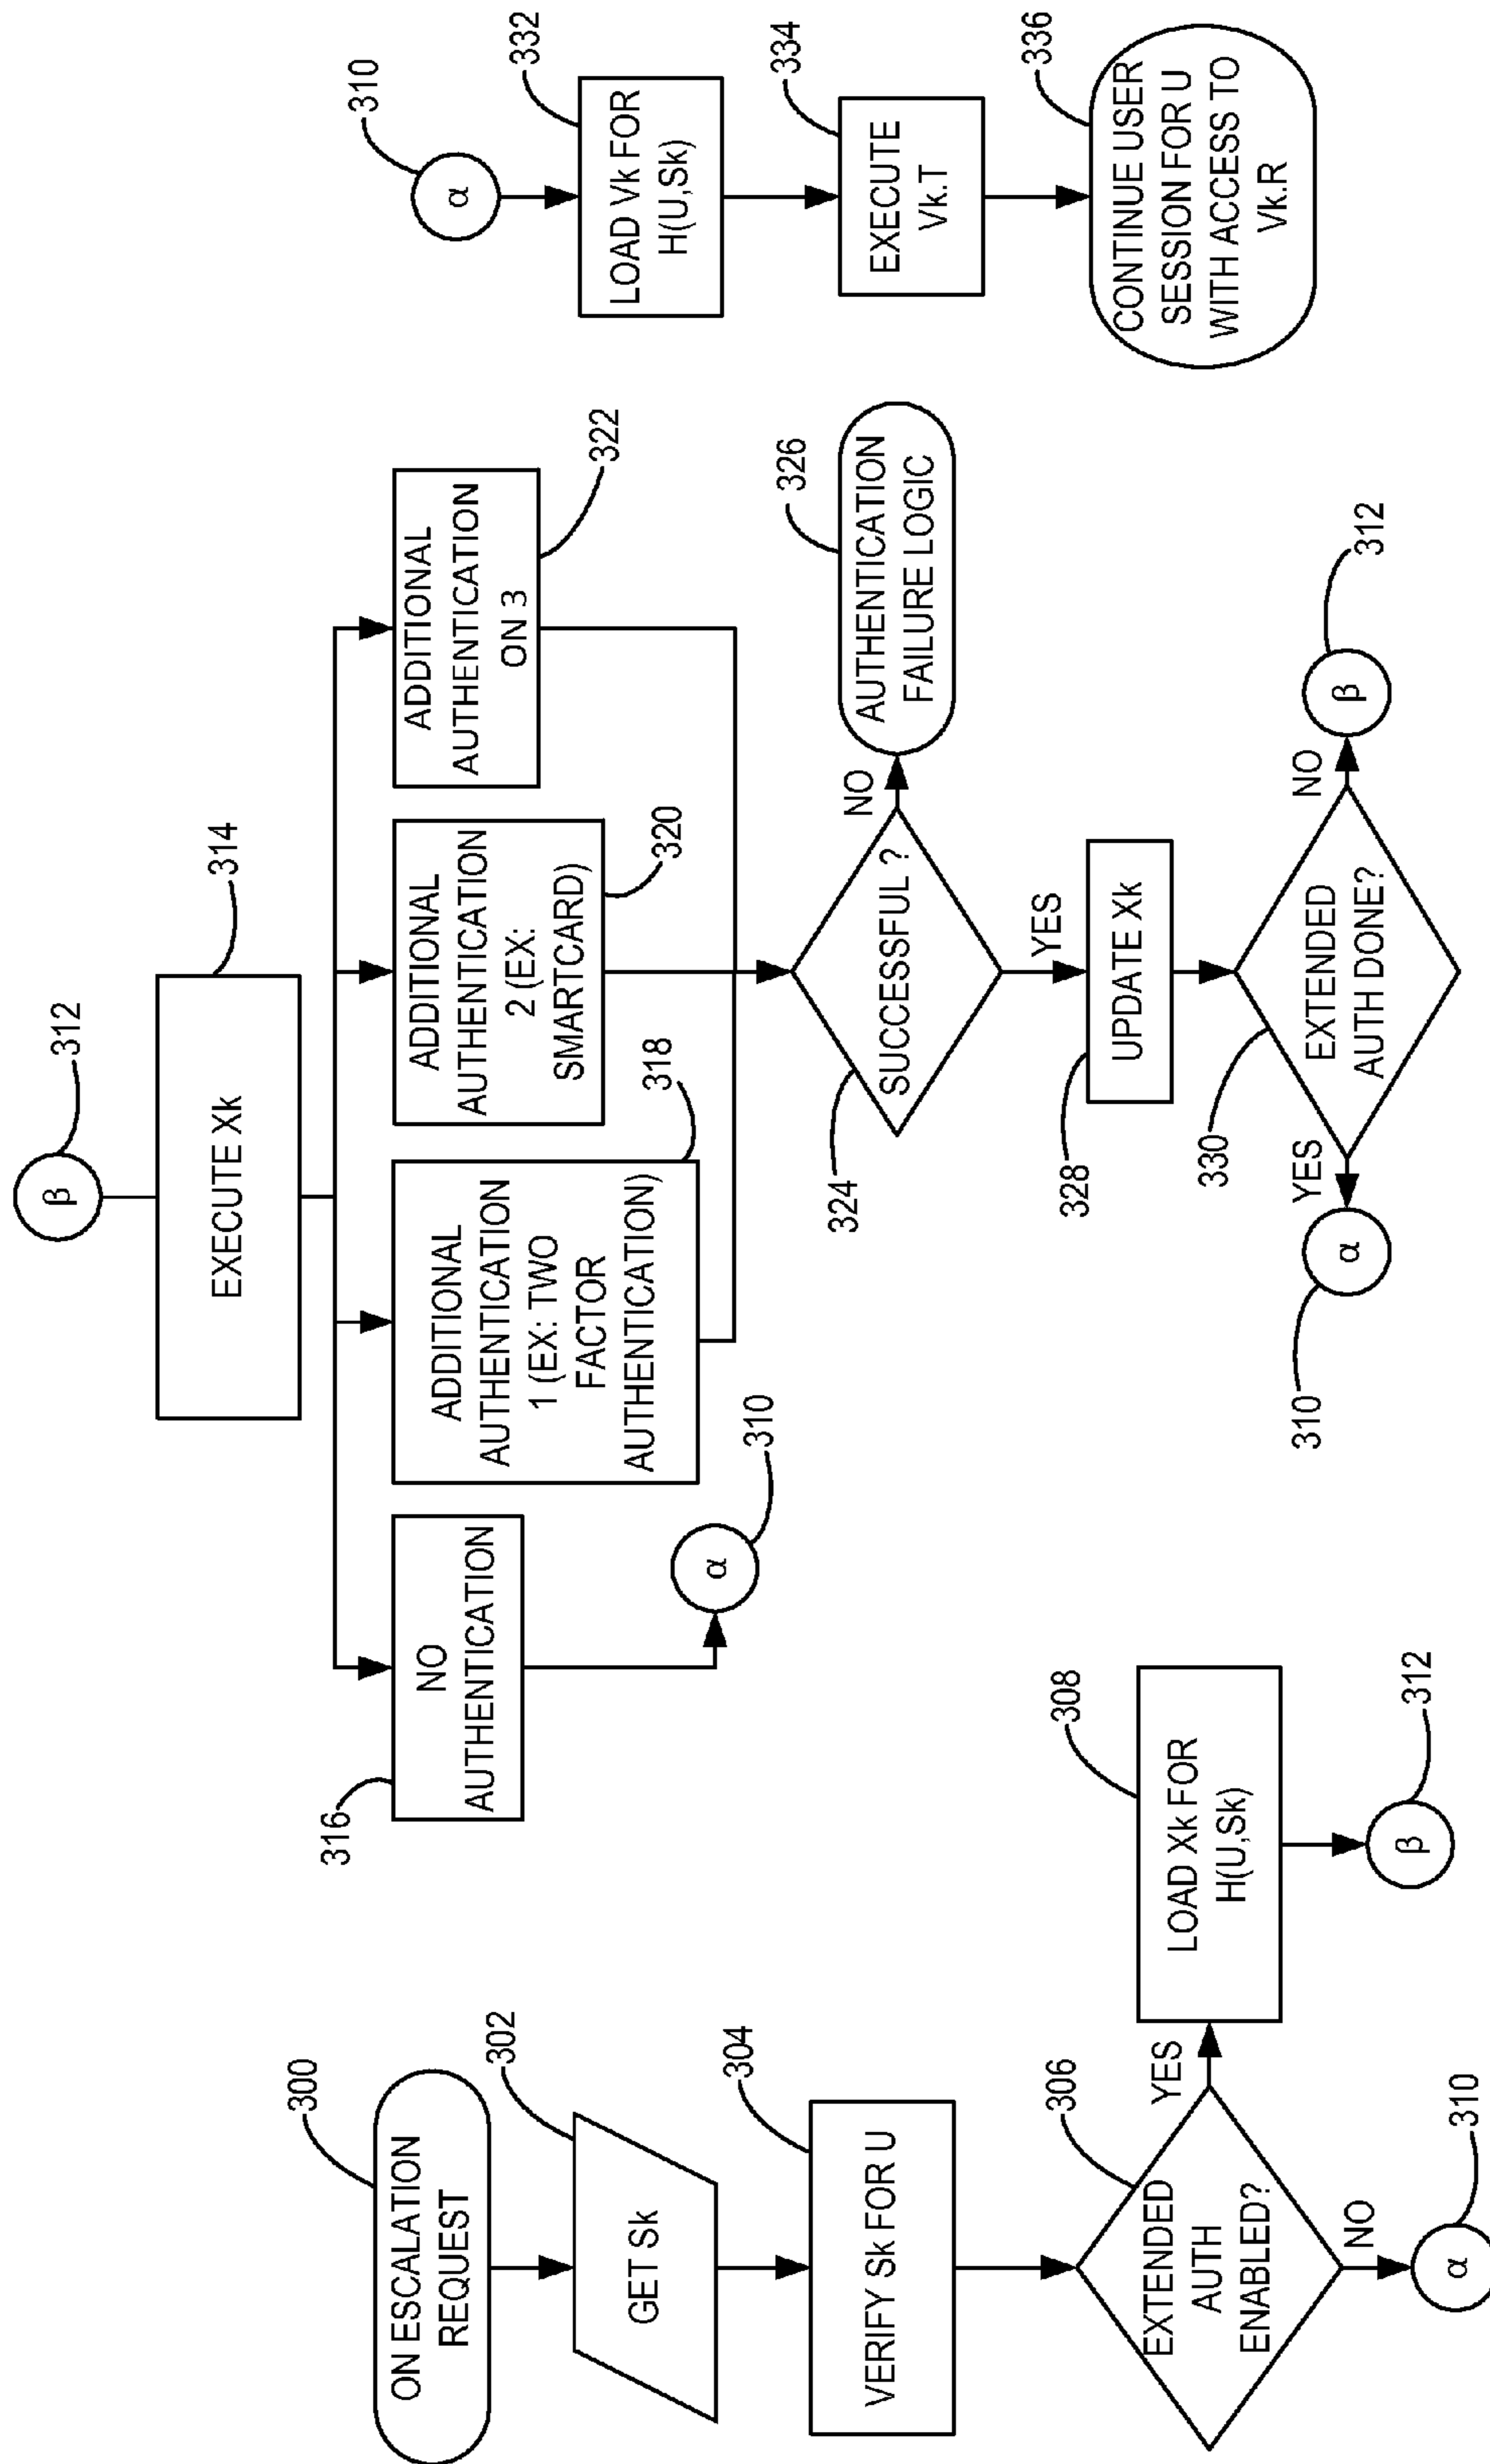 ON ESCALATION
REQUEST
300
GET Sk
302
VERIFY Sk FOR U
304
EXTENDED
AUTH
ENABLED?
306
YES
NO
LOAD Xk FOR
H(U,Sk)
308
β
312
α
310
β
312
EXECUTE Xk
314
NO
AUTHENTICATION
316
α
310
ADDITIONAL
AUTHENTICATION
1 (EX: TWO
FACTOR
AUTHENTICATION)
318
ADDITIONAL
AUTHENTICATION
2 (EX:
SMARTCARD)
320
ADDITIONAL
AUTHENTICATION
ON 3
322
SUCCESSFUL ?
324
NO
AUTHENTICATION
FAILURE LOGIC
326
YES
UPDATE Xk
328
EXTENDED
AUTH DONE?
330
YES
α
310
NO
β
312
α
310
LOAD Vk FOR
H(U,Sk)
332
EXECUTE
Vk.T
334
CONTINUE USER
SESSION FOR U
WITH ACCESS TO
Vk.R
336